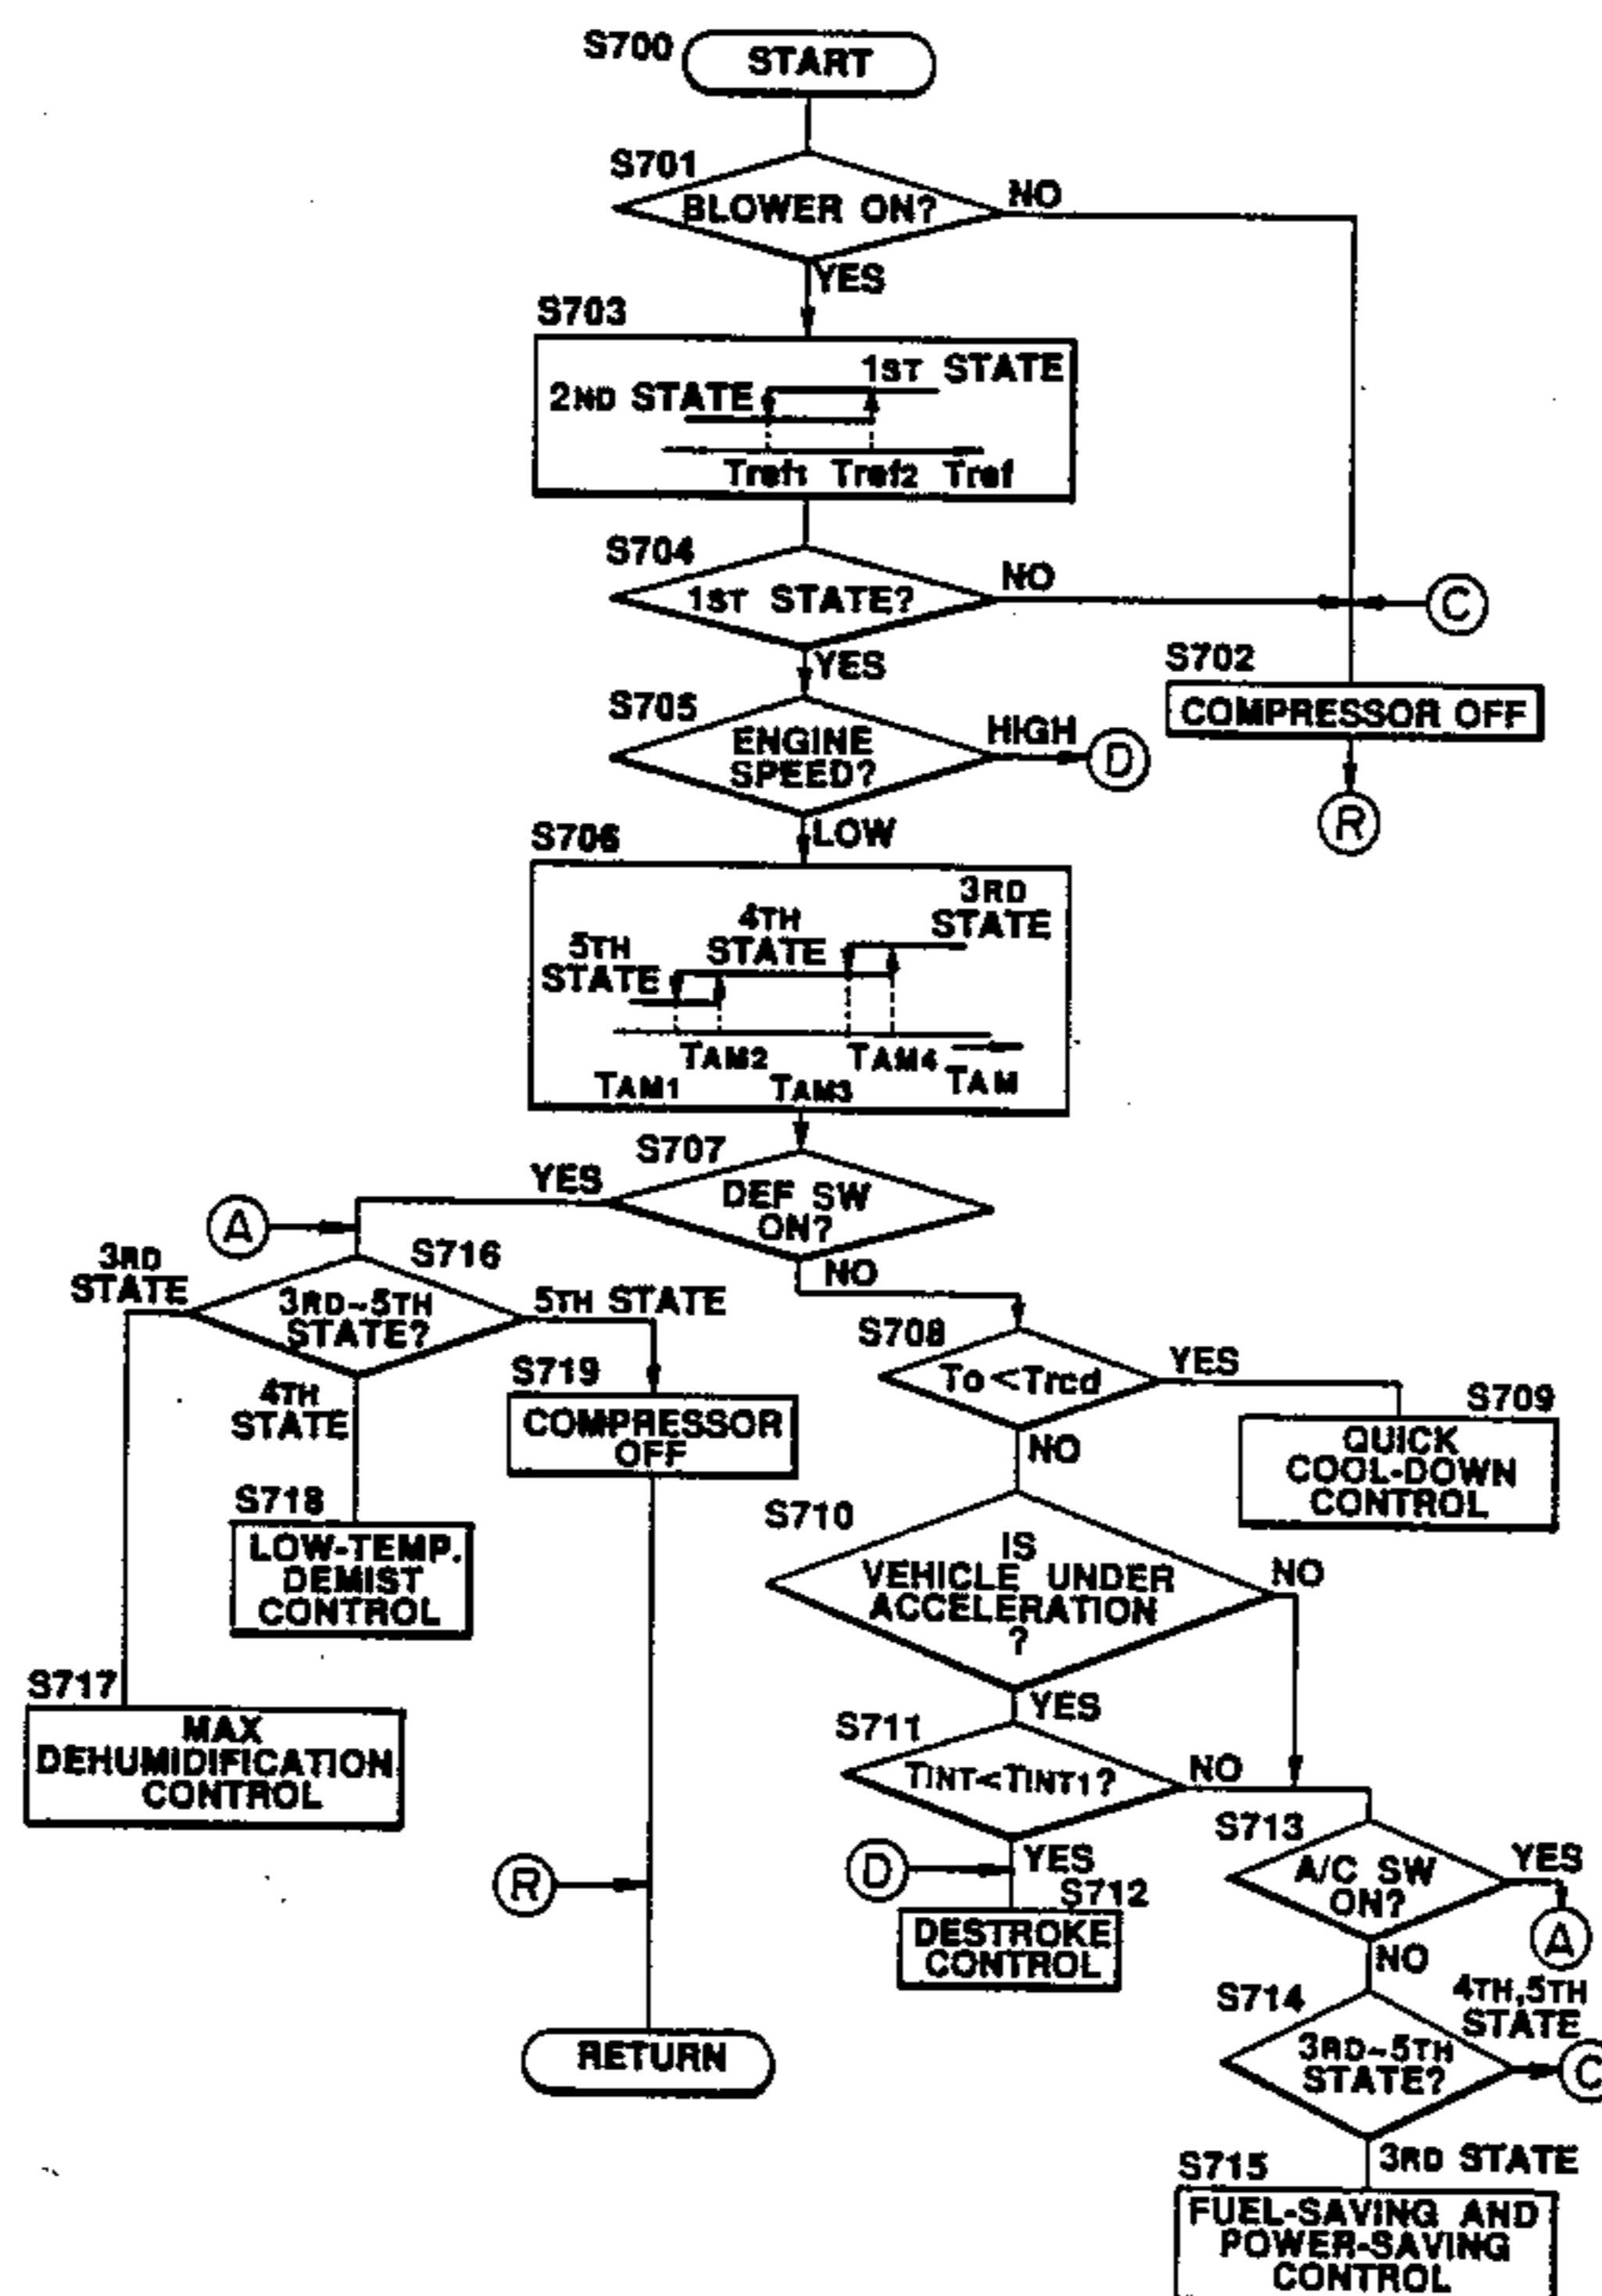 S700
START
S701
BLOWER ON?
NO
YES
S703
1ST STATE
2ND STATE
Tref1 Tref2 Tref
S704
1ST STATE?
NO
C
YES
S702
COMPRESSOR OFF
R
S705
ENGINE
SPEED?
HIGH
D
LOW
S706
3RD
STATE
4TH
STATE
5TH
STATE
TAM2
TAM4
TAM1
TAM3
TAM
S707
DEF SW
ON?
YES
NO
A
S716
3RD~5TH
STATE?
3RD
STATE
5TH STATE
4TH
STATE
S719
COMPRESSOR
OFF
S718
LOW-TEMP.
DEMIST
CONTROL
S717
MAX
DEHUMIDIFICATION
CONTROL
R
RETURN
S708
To<Trcd
YES
NO
S709
QUICK
COOL-DOWN
CONTROL
S710
IS
VEHICLE UNDER
ACCELERATION
?
NO
YES
S711
TINT<TINT1?
NO
YES
D
S712
DESTROKE
CONTROL
S713
A/C SW
ON?
YES
A
NO
S714
3RD~5TH
STATE?
4TH,5TH
STATE
C
3RD STATE
S715
FUEL-SAVING AND
POWER-SAVING
CONTROL